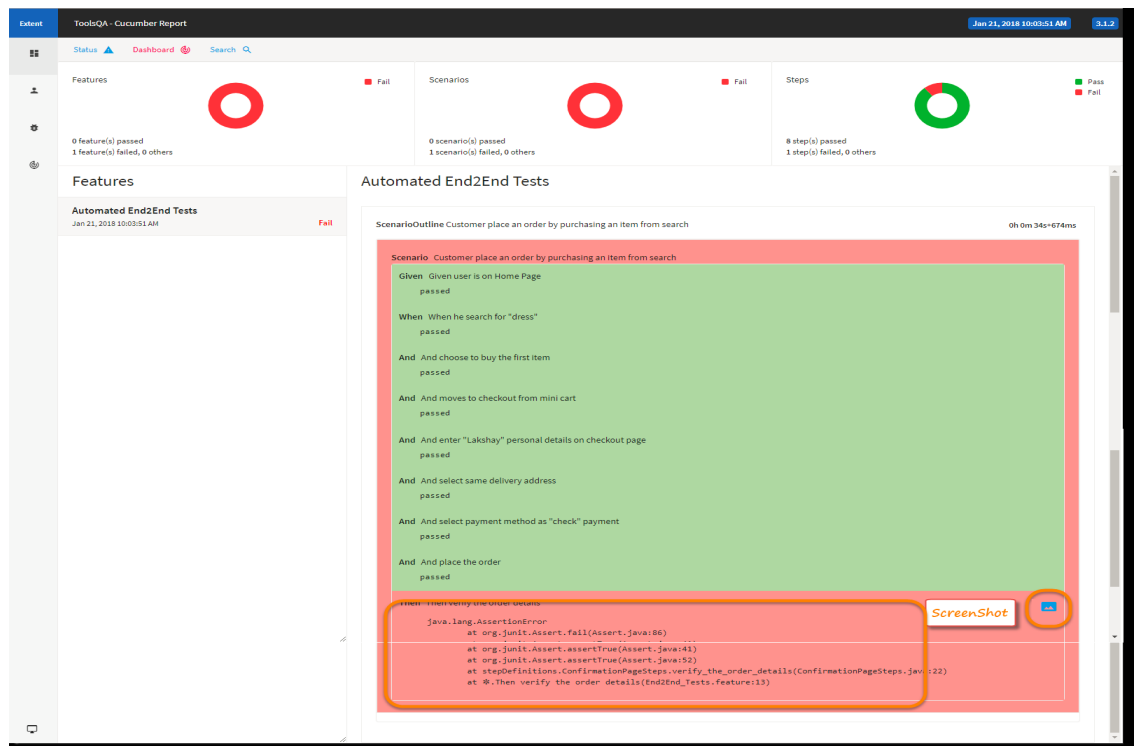 Extent
ToolsQA - Cucumber Report
Jan 21, 2018 10:03:51 AM
3.1.2
Status
Dashboard
Search
Features
Fail
0 feature(s) passed
1 feature(s) failed, 0 others
Scenarios
Fail
0 scenario(s) passed
1 scenario(s) failed, 0 others
Steps
Pass
Fail
8 step(s) passed
1 step(s) failed, 0 others
Features
Automated End2End Tests
Jan 21, 2018 10:03:51 AM
Fail
Automated End2End Tests
ScenarioOutline Customer place an order by purchasing an item from search
0h 0m 34s+674ms
Scenario Customer place an order by purchasing an item from search
Given Given user is on Home Page
passed
When When he search for "dress"
passed
And And choose to buy the first item
passed
And And moves to checkout from mini cart
passed
And And enter "Lakshay" personal details on checkout page
passed
And And select same delivery address
passed
And And select payment method as "check" payment
passed
And And place the order
passed
Then Then verify the order details
ScreenShot
java.lang.AssertionError
at org.junit.Assert.fail(Assert.java:86)
at org.junit.Assert.assertTrue(Assert.java:41)
at org.junit.Assert.assertTrue(Assert.java:52)
at stepDefinitions.ConfirmationPageSteps.verify_the_order_details(ConfirmationPageSteps.java:22)
at ✽.Then verify the order details(End2End_Tests.feature:13)